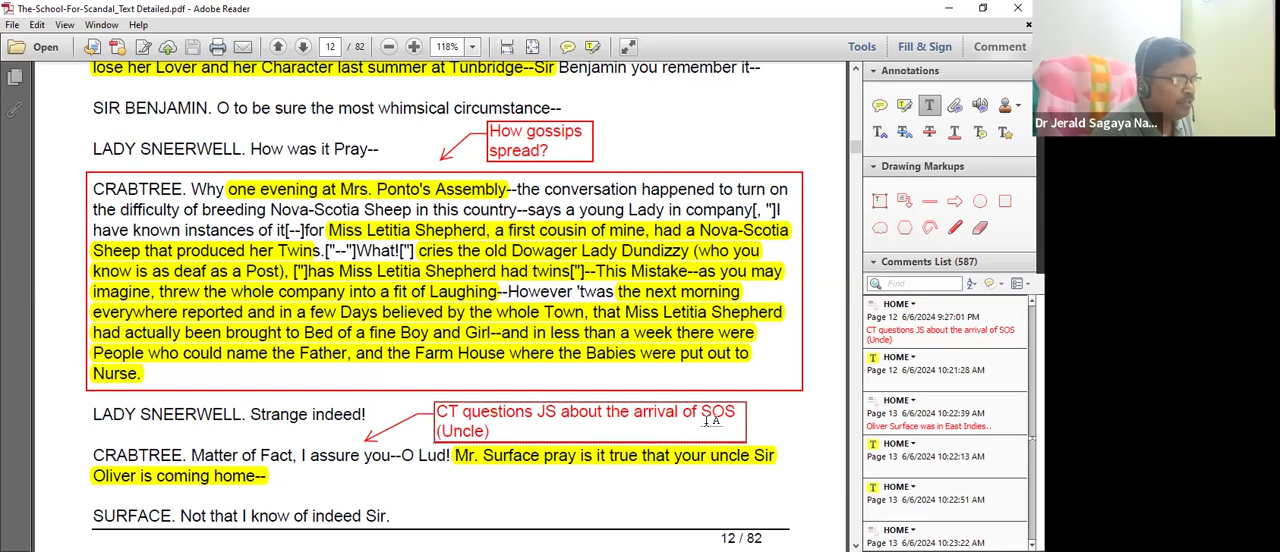 The-School-For-Scandal_Text Detailed.pdf - Adobe Reader
File Edit View Window Help
Open 12 / 82 118% Tools Fill & Sign Comment
lose her Lover and her Character last summer at Tunbridge--Sir Benjamin you remember it--
SIR BENJAMIN. O to be sure the most whimsical circumstance--
How gossips
spread?
LADY SNEERWELL. How was it Pray--
CRABTREE. Why one evening at Mrs. Ponto's Assembly--the conversation happened to turn on
the difficulty of breeding Nova-Scotia Sheep in this country--says a young Lady in company[, "]I
have known instances of it[--]for Miss Letitia Shepherd, a first cousin of mine, had a Nova-Scotia
Sheep that produced her Twins.["--"]What!["] cries the old Dowager Lady Dundizzy (who you
know is as deaf as a Post), ["]has Miss Letitia Shepherd had twins["]--This Mistake--as you may
imagine, threw the whole company into a fit of Laughing--However 'twas the next morning
everywhere reported and in a few Days believed by the whole Town, that Miss Letitia Shepherd
had actually been brought to Bed of a fine Boy and Girl--and in less than a week there were
People who could name the Father, and the Farm House where the Babies were put out to
Nurse.
LADY SNEERWELL. Strange indeed!
CT questions JS about the arrival of SOS
(Uncle)
CRABTREE. Matter of Fact, I assure you--O Lud! Mr. Surface pray is it true that your uncle Sir
Oliver is coming home--
SURFACE. Not that I know of indeed Sir.
12 / 82
Dr Jerald Sagaya Na...
Annotations
Drawing Markups
Comments List (587)
Find
HOME
Page 12 6/6/2024 9:27:01 PM
CT questions JS about the arrival of SOS
(Uncle)
HOME
Page 12 6/6/2024 10:21:28 AM
HOME
Page 13 6/6/2024 10:22:39 AM
Oliver Surface was in East Indies..
HOME
Page 13 6/6/2024 10:22:13 AM
HOME
Page 13 6/6/2024 10:22:51 AM
HOME
Page 13 6/6/2024 10:23:22 AM